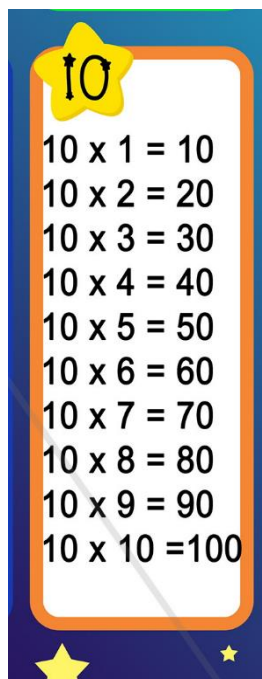 10
10 x 1 = 10
10 x 2 = 20
10 x 3 = 30
10 x 4 = 40
10 x 5 = 50
10 x 6 = 60
10 x 7 = 70
10 x 8 = 80
10 x 9 = 90
10 x 10 =100